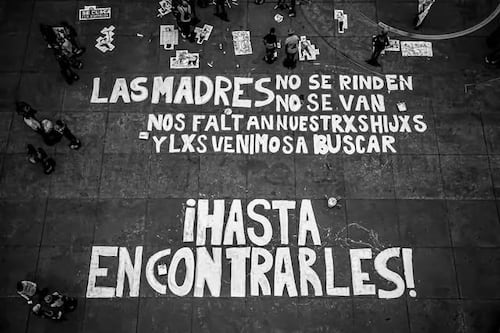 LAS MADRES NO SE RINDEN
NO SE VAN
NOS FALTAN NUESTRXS HIJXS
Y LXS VENIMOS A BUSCAR
¡HASTA
ENCONTRARLES!